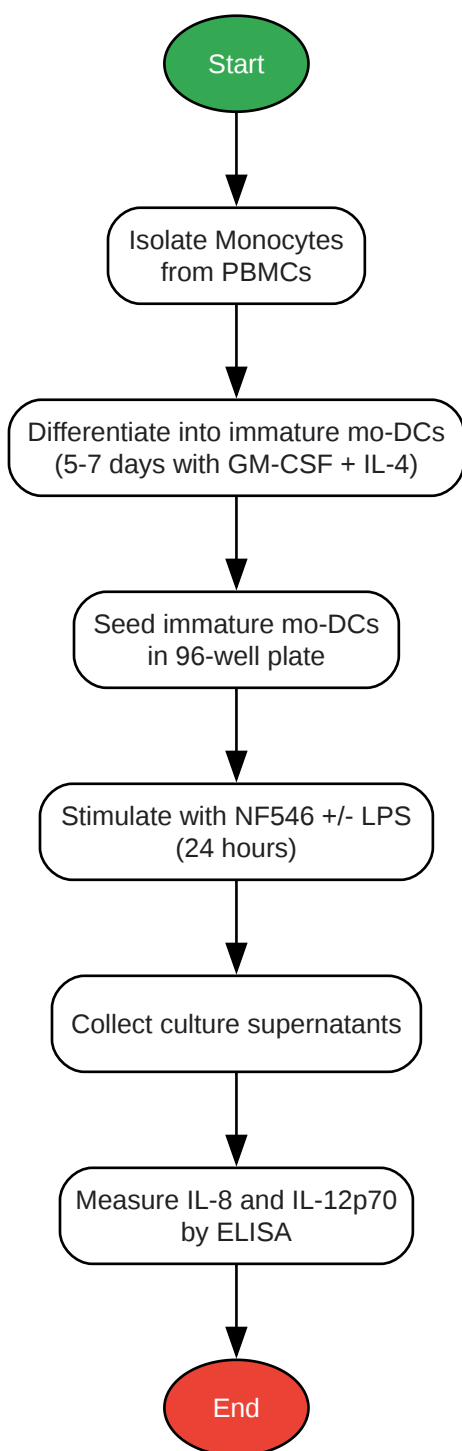 Start
Isolate Monocytes
from PBMCs
Differentiate into immature mo-DCs
(5-7 days with GM-CSF + IL-4)
Seed immature mo-DCs
in 96-well plate
Stimulate with NF546 +/- LPS
(24 hours)
Collect culture supernatants
Measure IL-8 and IL-12p70
by ELISA
End